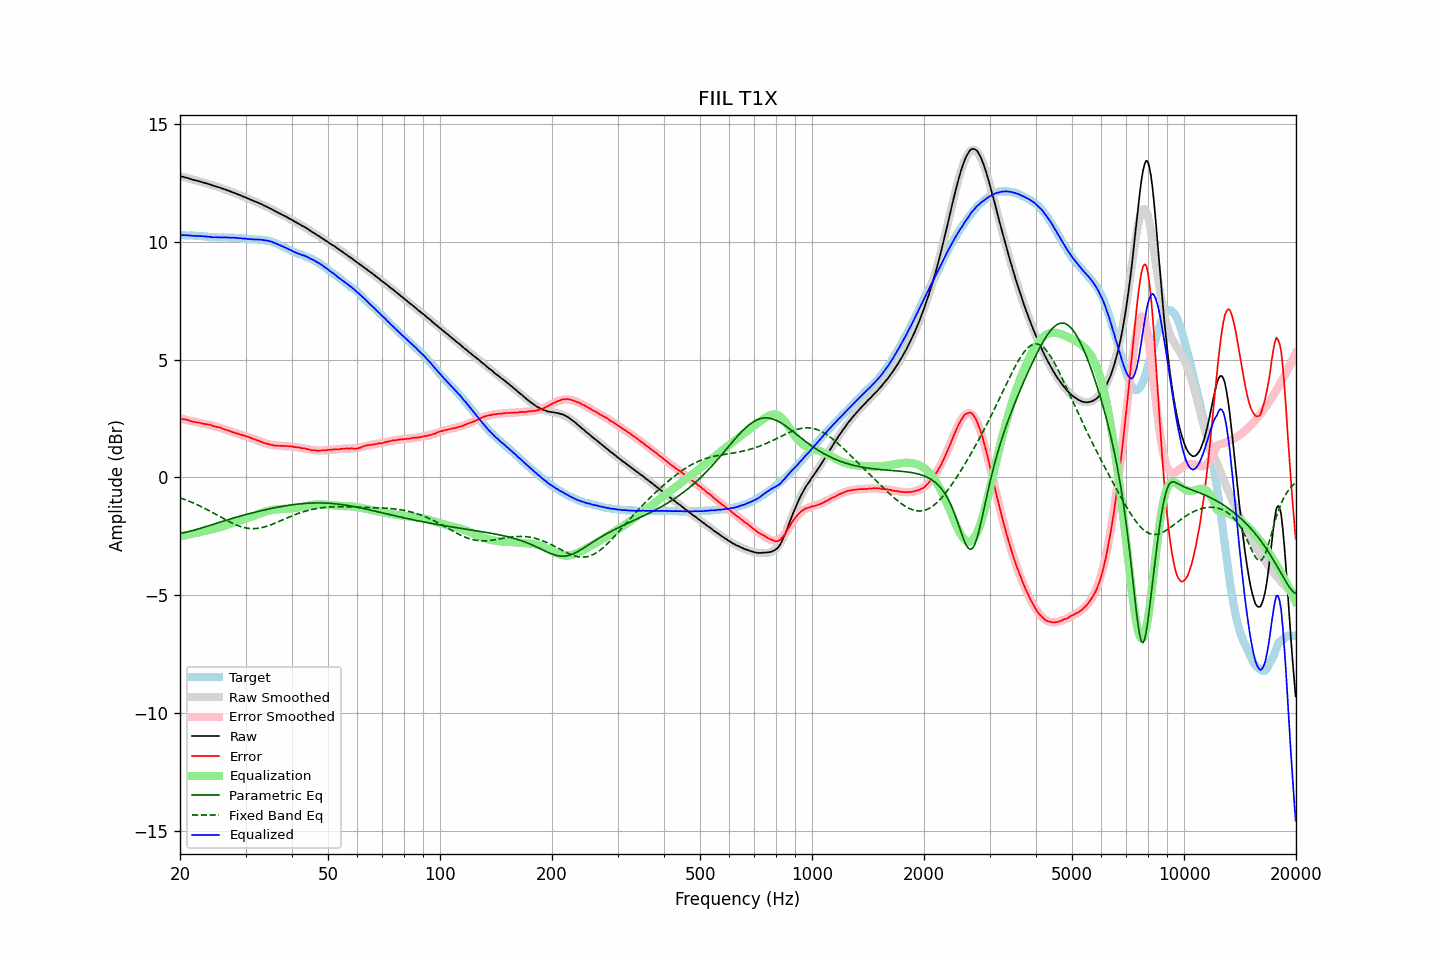 FIIL T1X
Amplitude (dBr)
15
10
5
0
−5
−10
−15
Target
Raw Smoothed
Error Smoothed
Raw
Error
Equalization
Parametric Eq
Fixed Band Eq
Equalized
20 50 100 200 500 1000 2000 5000 10000 20000
Frequency (Hz)